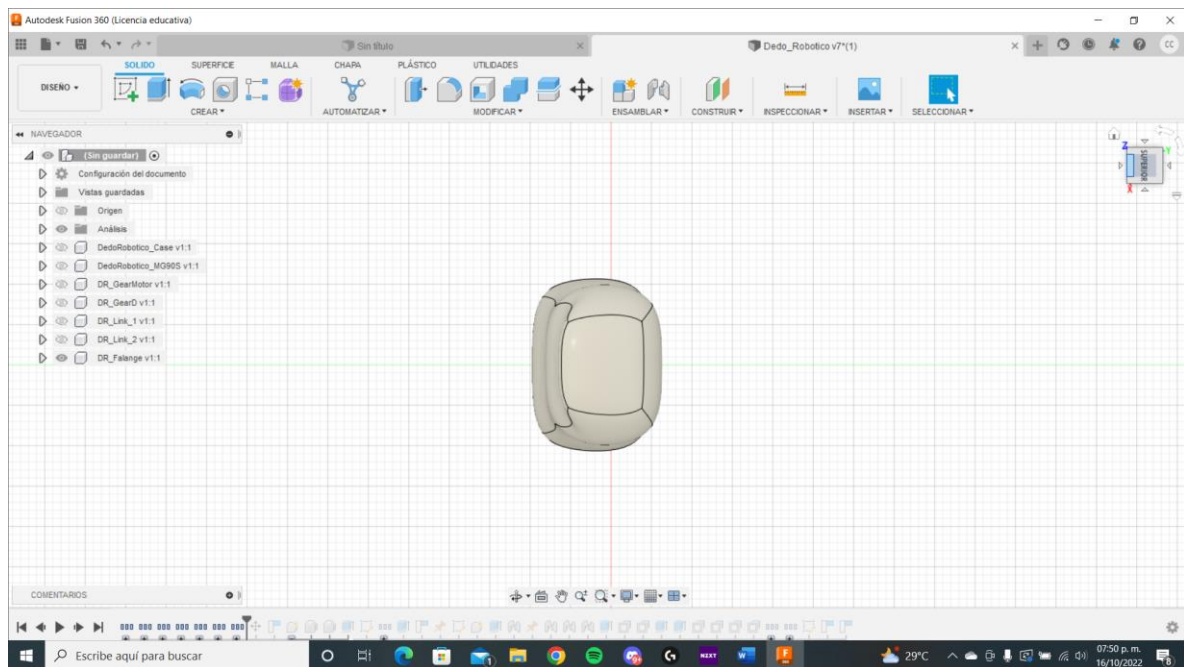 Autodesk Fusion 360 (Licencia educativa)
Sin título
Dedo_Robotico v7*(1)
CC
SOLIDO SUPERFICIE MALLA CHAPA PLÁSTICO UTILIDADES
DISEÑO
CREAR AUTOMATIZAR MODIFICAR ENSAMBLAR CONSTRUIR INSPECCIONAR INSERTAR SELECCIONAR
NAVEGADOR
(Sin guardar)
Configuración del documento
Vistas guardadas
Origen
Análisis
DedoRobotico_Case v1:1
DedoRobotico_MG90S v1:1
DR_GearMotor v1:1
DR_GearD v1:1
DR_Link_1 v1:1
DR_Link_2 v1:1
DR_Falange v1:1
Z
Y
SUPERIOR
X
COMENTARIOS
Escribe aquí para buscar
NZXT
W
F
29°C
07:50 p. m.
16/10/2022